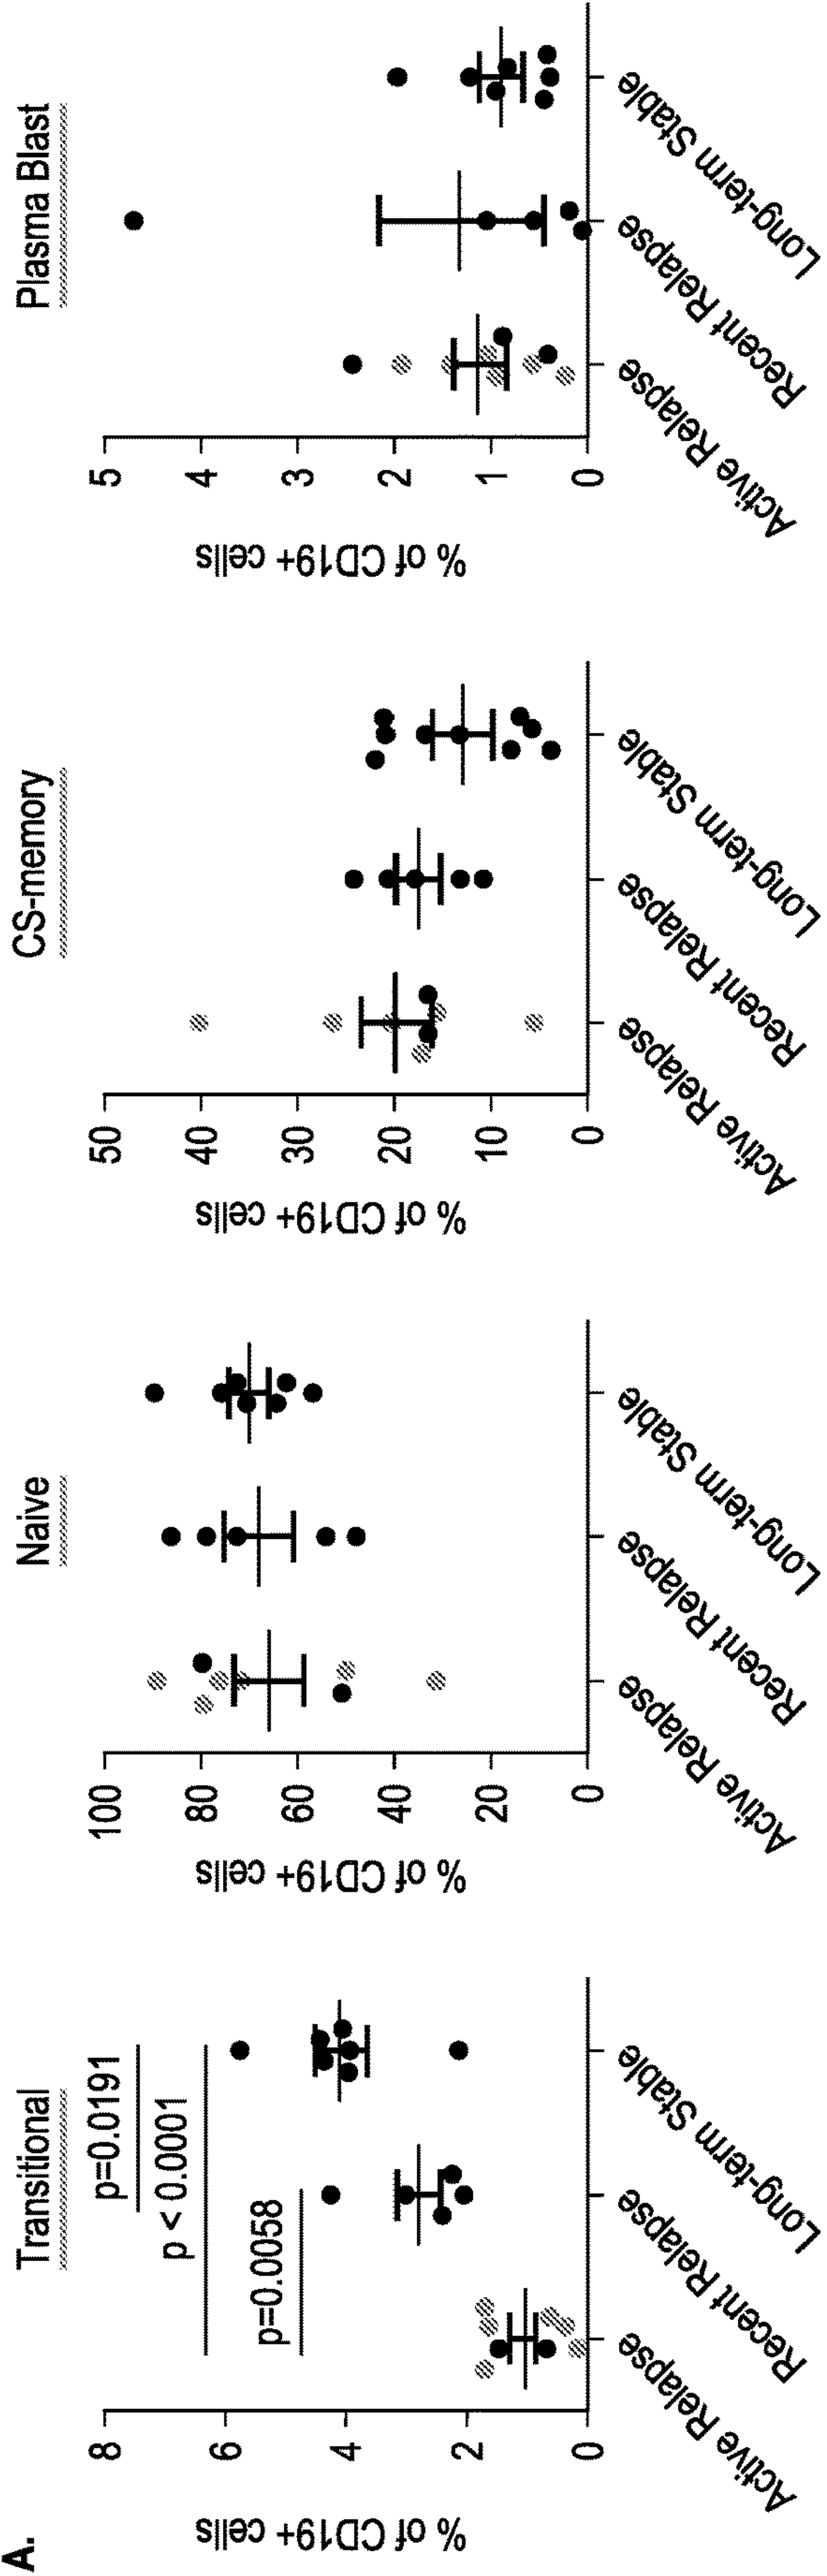 A.
Transitional
p=0.0191
p < 0.0001
p=0.0058
% of CD19+ cells
8
6
4
2
0
Active Relapse
Recent Relapse
Long-term Stable
Naive
% of CD19+ cells
100
80
60
40
20
0
Active Relapse
Recent Relapse
Long-term Stable
CS-memory
% of CD19+ cells
50
40
30
20
10
0
Active Relapse
Recent Relapse
Long-term Stable
Plasma Blast
% of CD19+ cells
5
4
3
2
1
0
Active Relapse
Recent Relapse
Long-term Stable